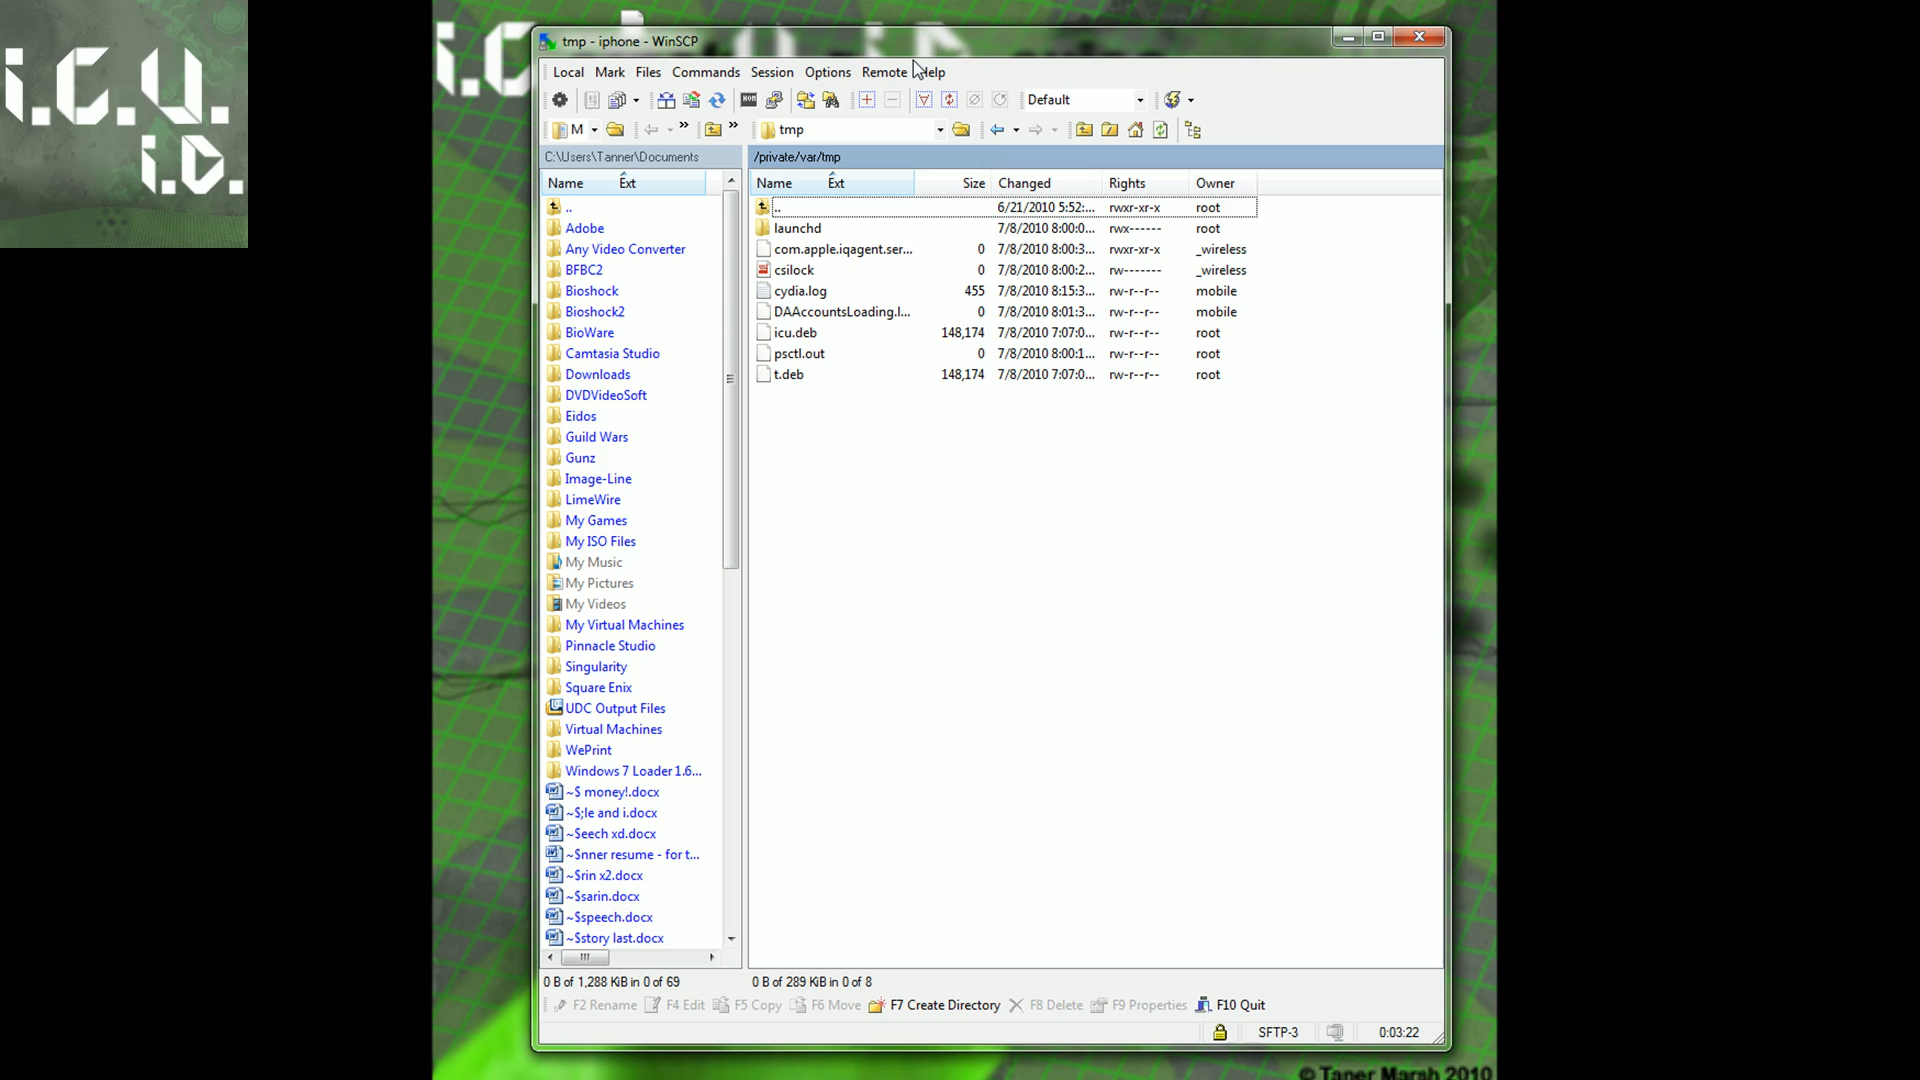 i.C.U.
i.D.
tmp - iphone - WinSCP
Local Mark Files Commands Session Options Remote Help
Default
M
tmp
C:\Users\Tanner\Documents
/private/var/tmp
Name Ext
Name Ext Size Changed Rights Owner
..
Adobe
Any Video Converter
BFBC2
Bioshock
Bioshock2
BioWare
Camtasia Studio
Downloads
DVDVideoSoft
Eidos
Guild Wars
Gunz
Image-Line
LimeWire
My Games
My ISO Files
My Music
My Pictures
My Videos
My Virtual Machines
Pinnacle Studio
Singularity
Square Enix
UDC Output Files
Virtual Machines
WePrint
Windows 7 Loader 1.6...
~$ money!.docx
~$;le and i.docx
~$eech xd.docx
~$nner resume - for t...
~$rin x2.docx
~$sarin.docx
~$speech.docx
~$story last.docx
.. 6/21/2010 5:52:... rwxr-xr-x root
launchd 7/8/2010 8:00:0... rwx------ root
com.apple.iqagent.ser... 0 7/8/2010 8:00:3... rwxr-xr-x _wireless
csilock 0 7/8/2010 8:00:2... rw------- _wireless
cydia.log 455 7/8/2010 8:15:3... rw-r--r-- mobile
DAAccountsLoading.l... 0 7/8/2010 8:01:3... rw-r--r-- mobile
icu.deb 148,174 7/8/2010 7:07:0... rw-r--r-- root
psctl.out 0 7/8/2010 8:00:1... rw-r--r-- root
t.deb 148,174 7/8/2010 7:07:0... rw-r--r-- root
0 B of 1,288 KiB in 0 of 69
0 B of 289 KiB in 0 of 8
F2 Rename F4 Edit F5 Copy F6 Move F7 Create Directory F8 Delete F9 Properties F10 Quit
SFTP-3 0:03:22
© Taner Marsh 2010